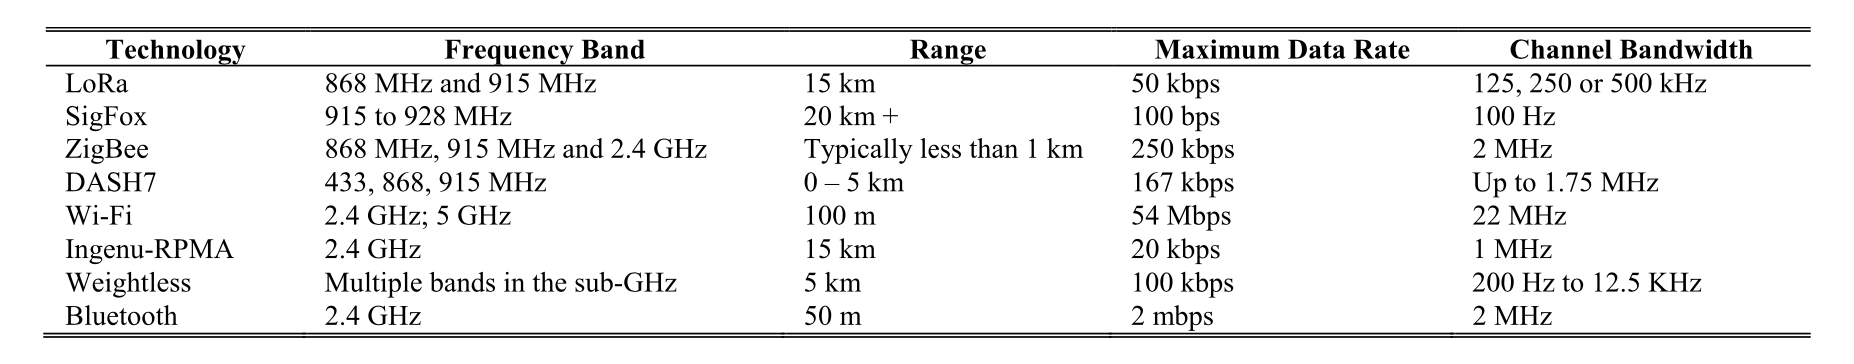 Technology Frequency Band Range Maximum Data Rate Channel Bandwidth
LoRa 868 MHz and 915 MHz 15 km 50 kbps 125, 250 or 500 kHz
SigFox 915 to 928 MHz 20 km + 100 bps 100 Hz
ZigBee 868 MHz, 915 MHz and 2.4 GHz Typically less than 1 km 250 kbps 2 MHz
DASH7 433, 868, 915 MHz 0 – 5 km 167 kbps Up to 1.75 MHz
Wi-Fi 2.4 GHz; 5 GHz 100 m 54 Mbps 22 MHz
Ingenu-RPMA 2.4 GHz 15 km 20 kbps 1 MHz
Weightless Multiple bands in the sub-GHz 5 km 100 kbps 200 Hz to 12.5 KHz
Bluetooth 2.4 GHz 50 m 2 mbps 2 MHz